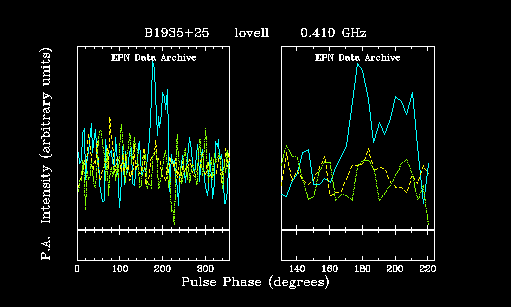 B1935+25 lovell 0.410 GHz
EPN Data Archive EPN Data Archive
P.A. Intensity (arbitrary units)
0 100 200 300 140 160 180 200 220
Pulse Phase (degrees)